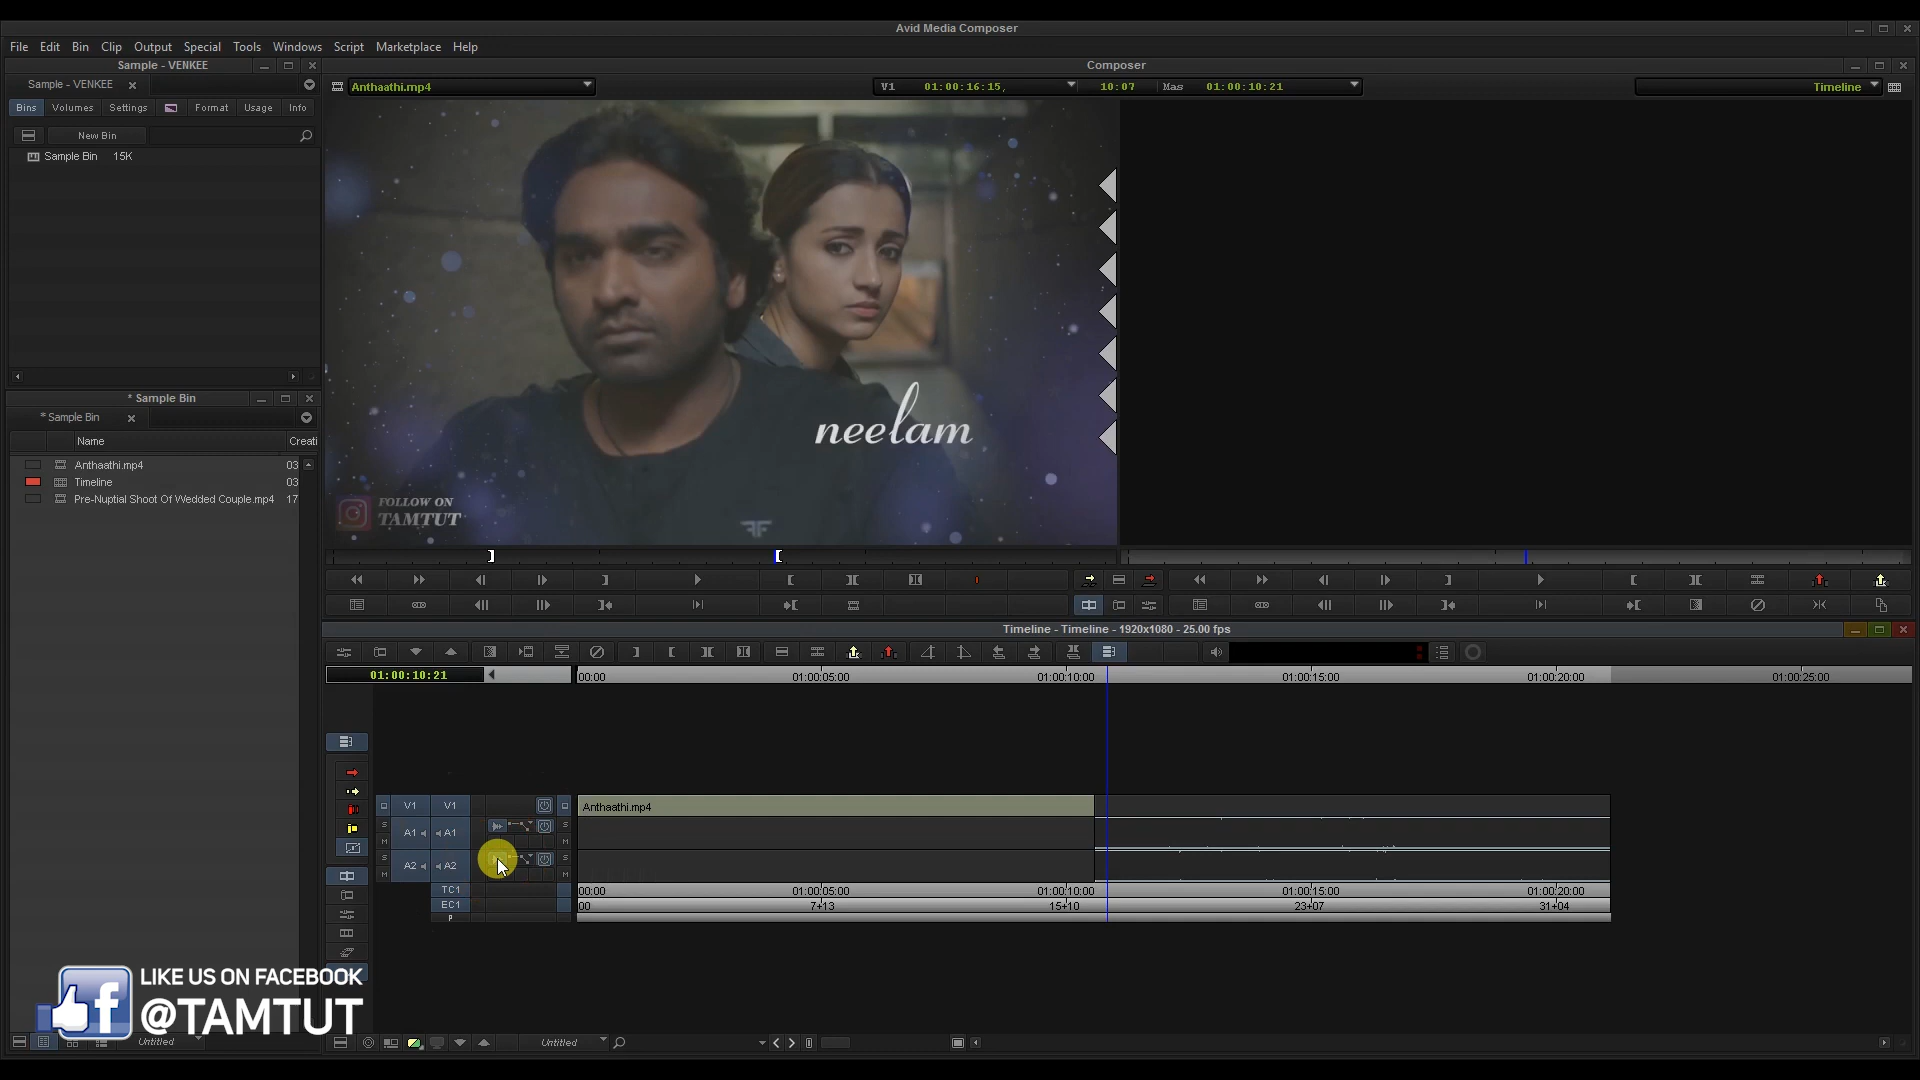 Avid Media Composer
File Edit Bin Clip Output Special Tools Windows Script Marketplace Help
Sample - VENKEE
Sample - VENKEE
Bins Volumes Settings Format Usage Info
New Bin
Sample Bin 15K
* Sample Bin
* Sample Bin
Name Creati
Anthaathi.mp4 03
Timeline 03
Pre-Nuptial Shoot Of Wedded Couple.mp4 17
Untitled
Composer
Anthaathi.mp4 V1 01:00:16:15 10:07 Mas 01:00:10:21 Timeline
neelam
FOLLOW ON
TAMTUT
Timeline - Timeline - 1920x1080 - 25.00 fps
01:00:10:21 00:00 01:00:05:00 01:00:10:00 01:00:15:00 01:00:20:00 01:00:25:00
V1 V1 Anthaathi.mp4
S A1 A1 S
M M
S A2 A2 S
M M
TC1 00:00 01:00:05:00 01:00:10:00 01:00:15:00 01:00:20:00
EC1 00 7+13 15+10 23+07 31+04
LIKE US ON FACEBOOK
@TAMTUT
Untitled